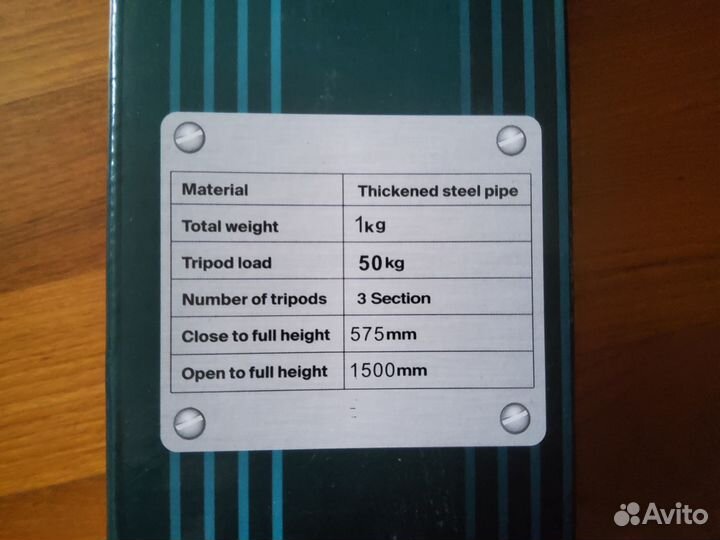 Material Thickened steel pipe
Total weight 1kg
Tripod load 50kg
Number of tripods 3 Section
Close to full height 575mm
Open to full height 1500mm
Avito